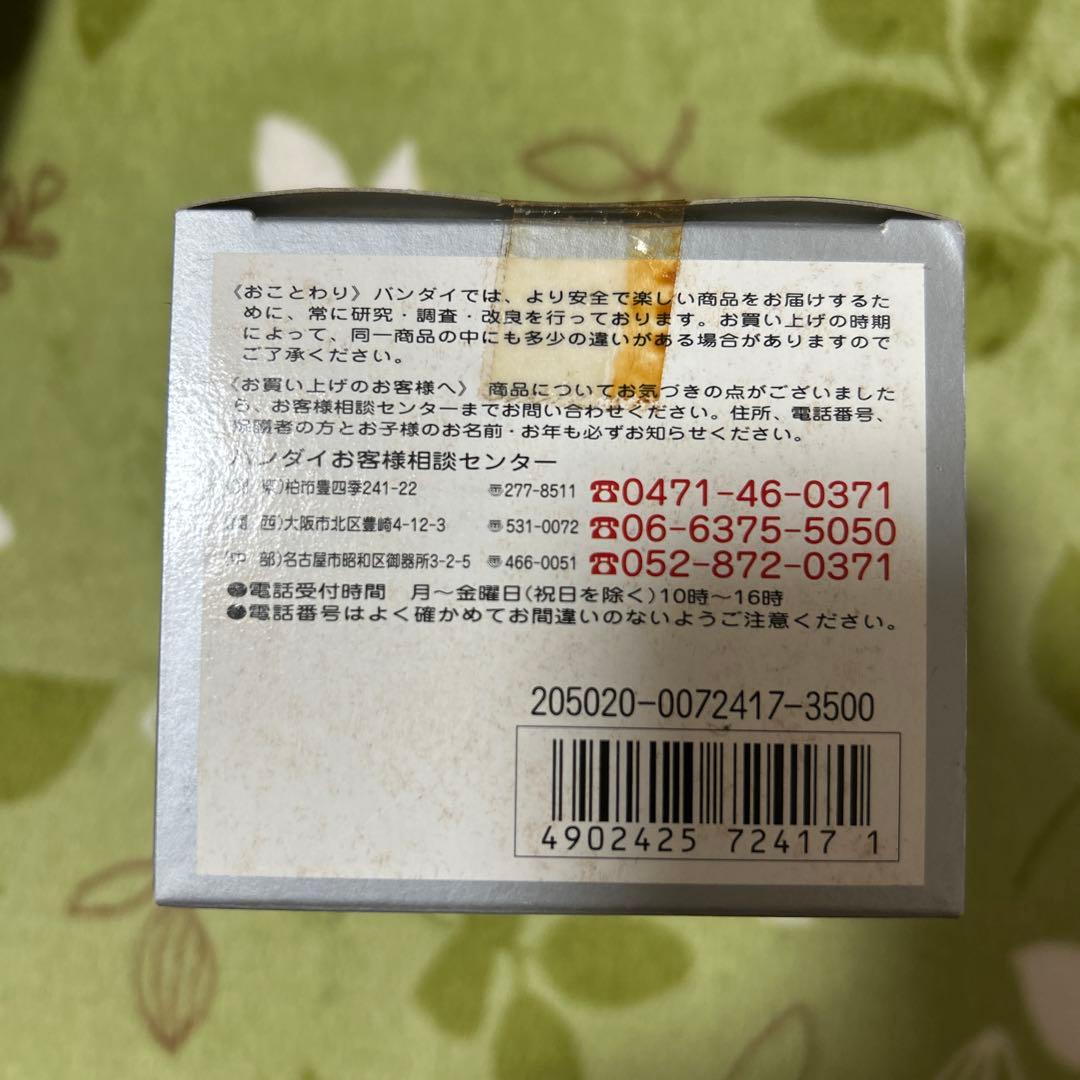 《おことわり》バンダイでは、より安全で楽しい商品をお届けするた
めに、常に研究・調査・改良を行っております。お買い上げの時期
によって、同一商品の中にも多少の違いがある場合がありますので
ご了承ください。
《お買い上げのお客様へ》 商品についてお気づきの点がございました
ら、お客様相談センターまでお問い合わせください。住所、電話番号、
保護者の方とお子様のお名前・お年も必ずお知らせください。
バンダイお客様相談センター
東)柏市豊四季241-22 〠277-8511 ☎0471-46-0371
西)大阪市北区豊崎4-12-3 〠531-0072 ☎06-6375-5050
(中 部)名古屋市昭和区御器所3-2-5 〠466-0051 ☎052-872-0371
●電話受付時間 月〜金曜日(祝日を除く)10時〜16時
●電話番号はよく確かめてお間違いのないようご注意ください。
205020-0072417-3500
4902425 72417 1